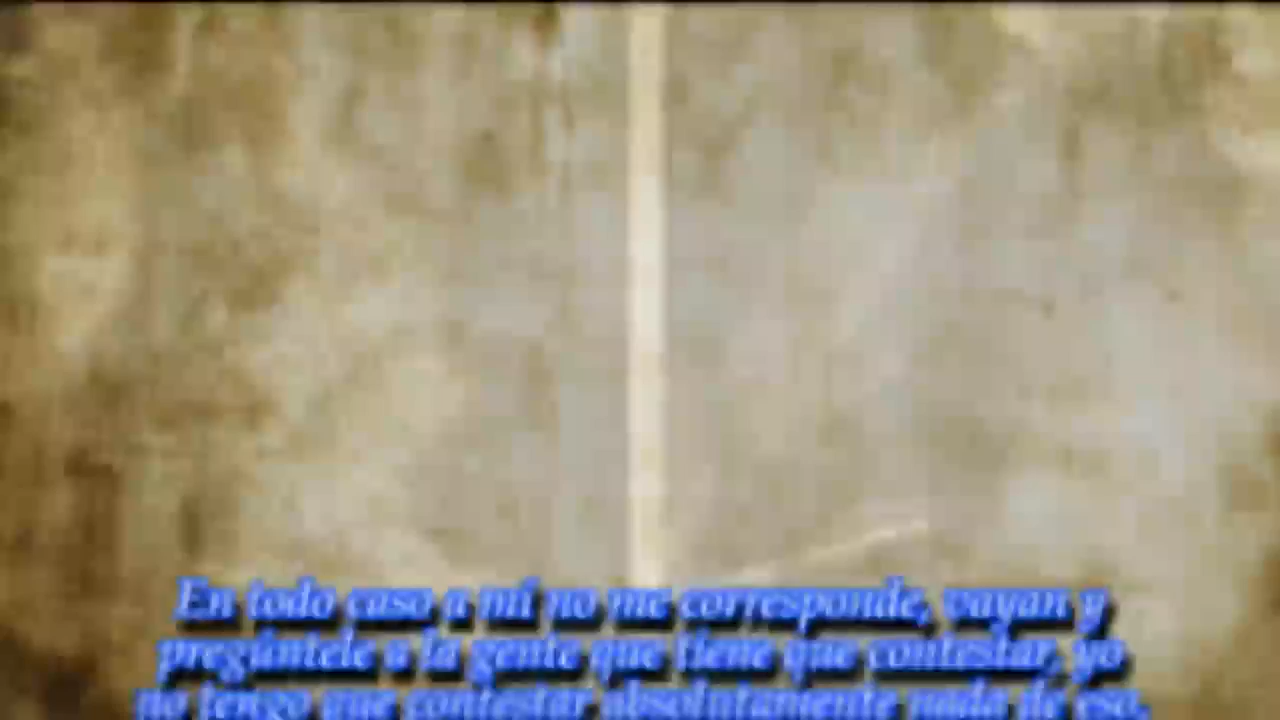 En todo caso a mí no me corresponde, vayan y
pregúntele a la gente que tiene que contestar, yo
no tengo que contestar absolutamente nada de eso,